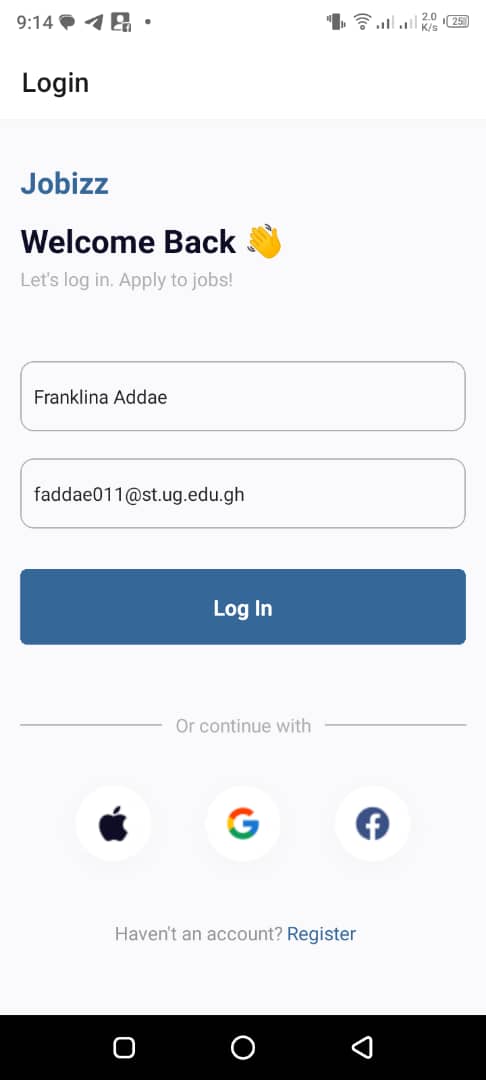 9:14
2.0
K/s
25
Login
Jobizz
Welcome Back 👋
Let's log in. Apply to jobs!
Franklina Addae
faddae011@st.ug.edu.gh
Log In
Or continue with
Haven't an account? Register